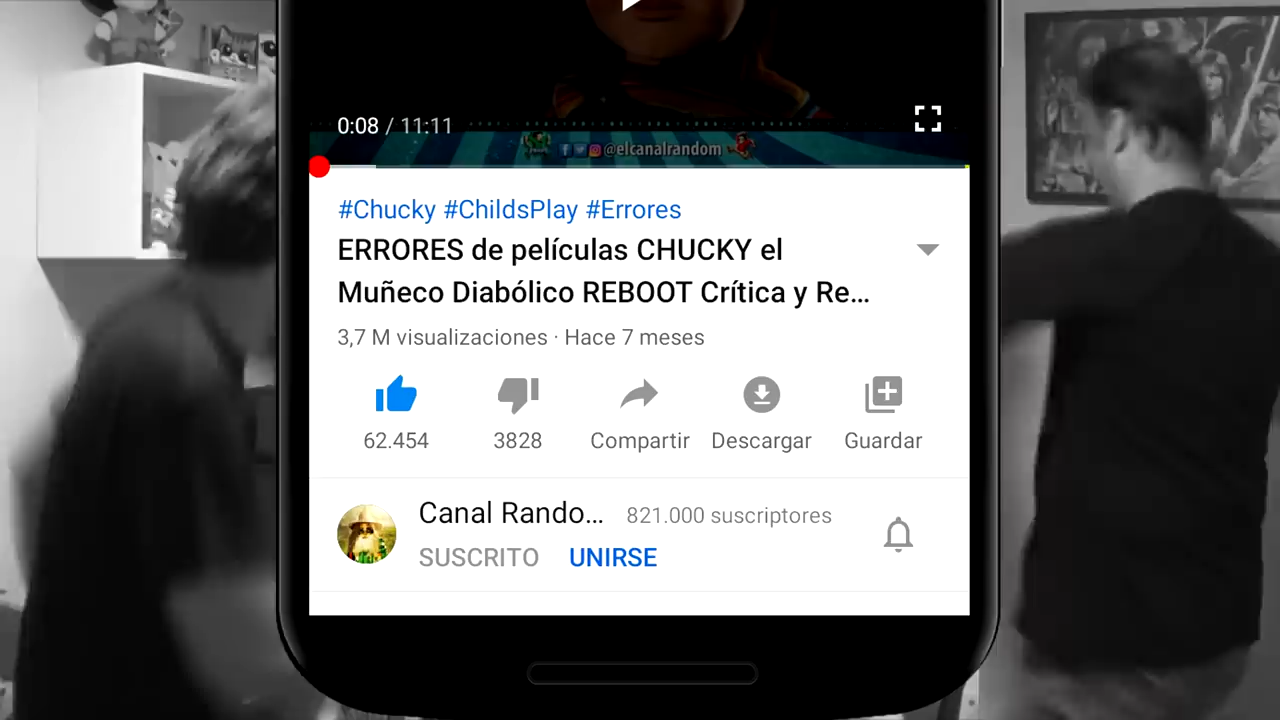 0:08 / 11:11
@elcanalrandom
#Chucky #ChildsPlay #Errores
ERRORES de películas CHUCKY el
Muñeco Diabólico REBOOT Crítica y Re...
3,7 M visualizaciones · Hace 7 meses
62.454 3828 Compartir Descargar Guardar
Canal Rando... 821.000 suscriptores
SUSCRITO UNIRSE